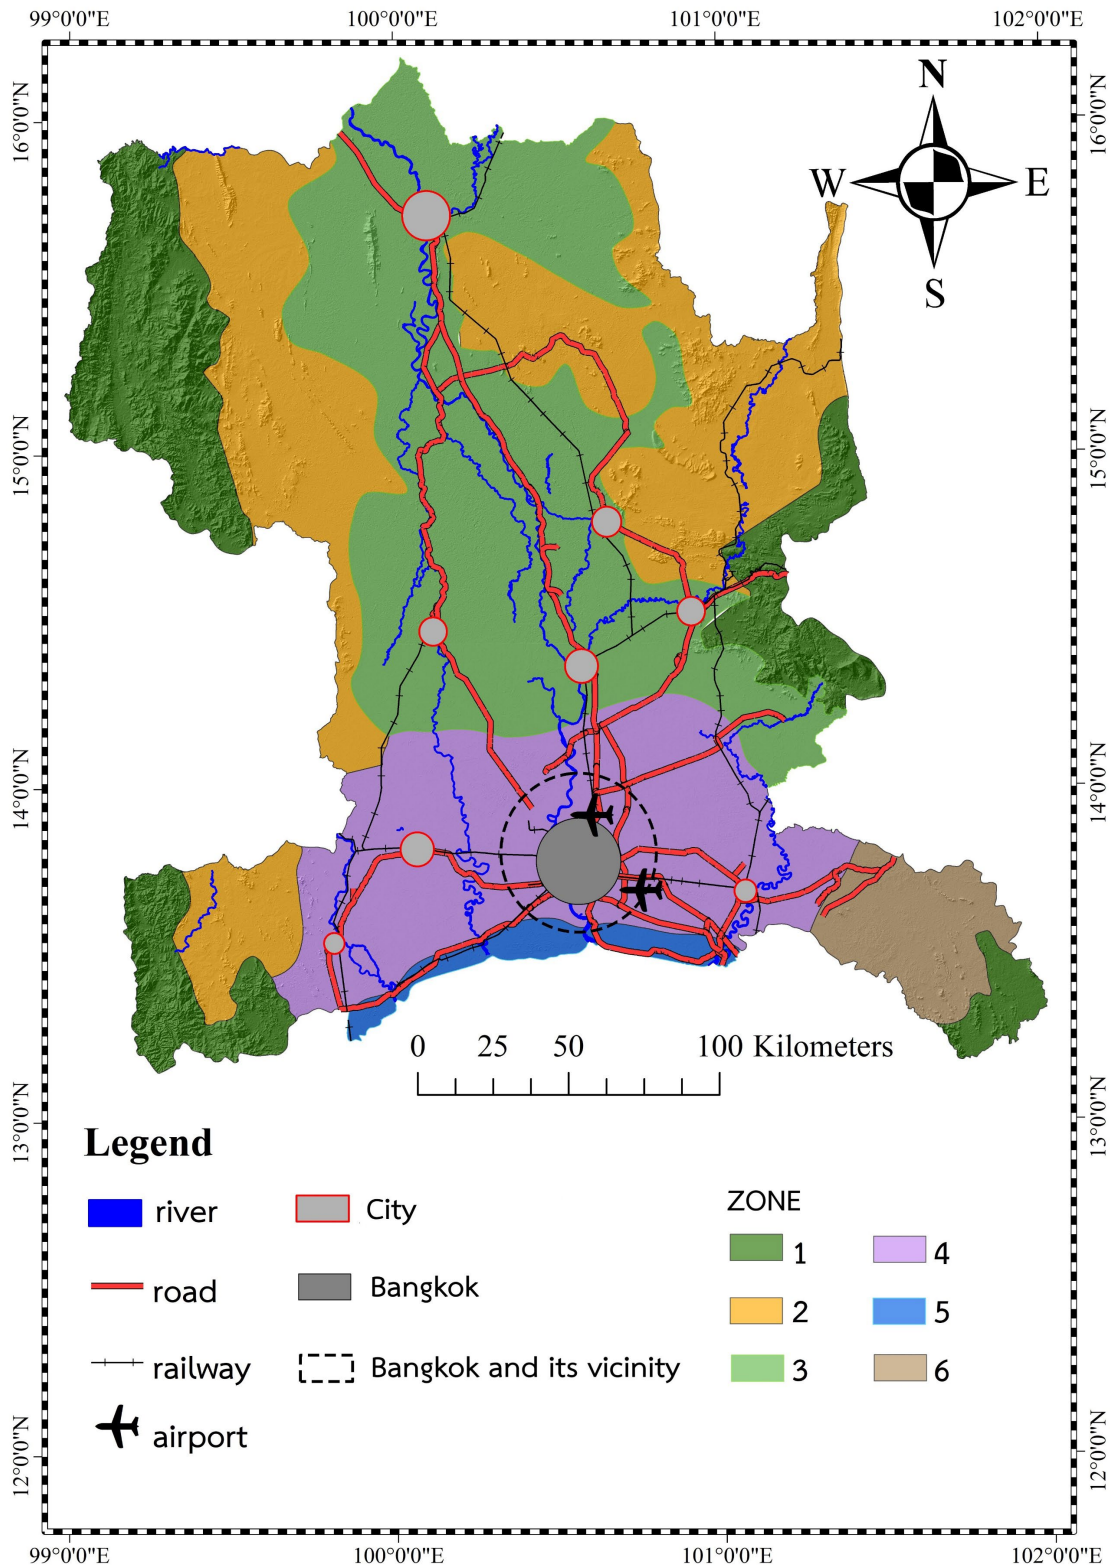 99°0'0"E 100°0'0"E 101°0'0"E 102°0'0"E
16°0'0"N
16°0'0"N
N
W E
S
15°0'0"N
15°0'0"N
14°0'0"N
14°0'0"N
0 25 50 100 Kilometers
13°0'0"N
13°0'0"N
Legend
river
City
road
Bangkok
railway
Bangkok and its vicinity
airport
ZONE
1
4
2
5
3
6
12°0'0"N
12°0'0"N
99°0'0"E 100°0'0"E 101°0'0"E 102°0'0"E